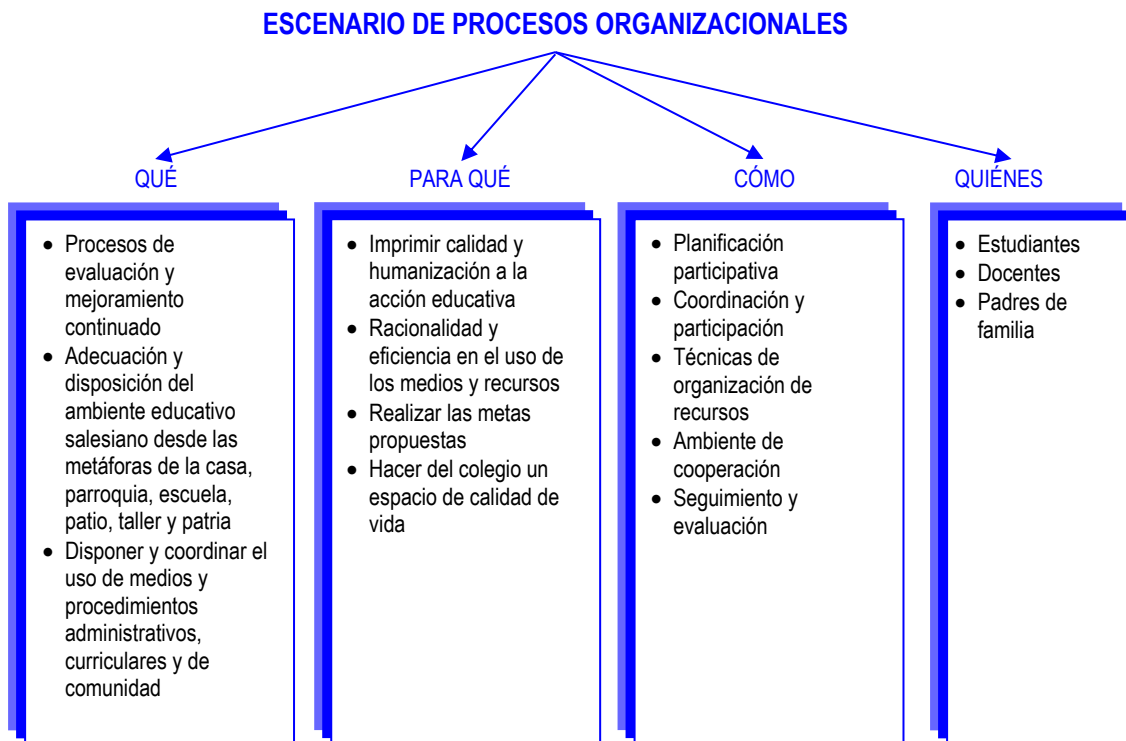 ESCENARIO DE PROCESOS ORGANIZACIONALES
QUÉ
• Procesos de
evaluación y
mejoramiento
continuado
• Adecuación y
disposición del
ambiente educativo
salesiano desde las
metáforas de la casa,
parroquia, escuela,
patio, taller y patria
• Disponer y coordinar el
uso de medios y
procedimientos
administrativos,
curriculares y de
comunidad
PARA QUÉ
• Imprimir calidad y
humanización a la
acción educativa
• Racionalidad y
eficiencia en el uso de
los medios y recursos
• Realizar las metas
propuestas
• Hacer del colegio un
espacio de calidad de
vida
CÓMO
• Planificación
participativa
• Coordinación y
participación
• Técnicas de
organización de
recursos
• Ambiente de
cooperación
• Seguimiento y
evaluación
QUIÉNES
• Estudiantes
• Docentes
• Padres de
familia